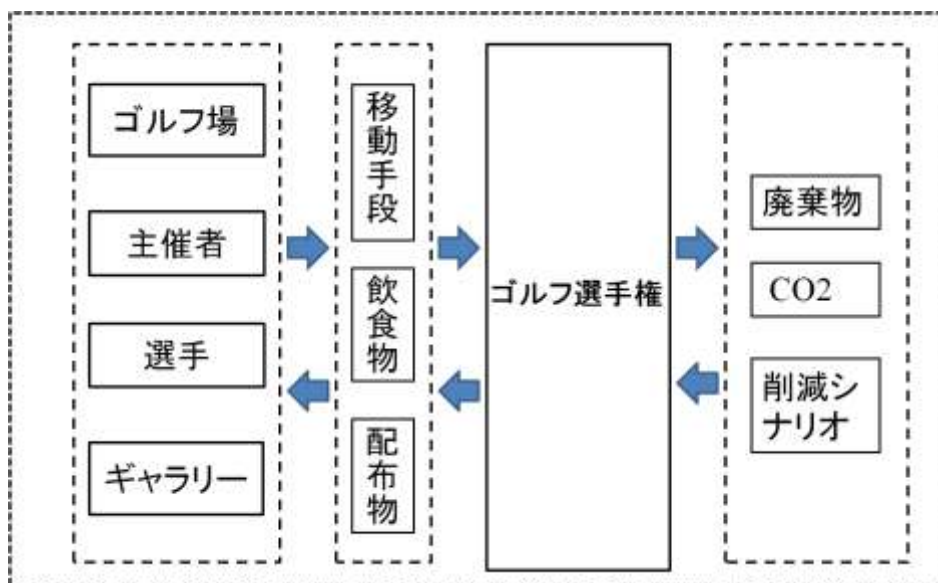 ゴルフ場
主催者
選手
ギャラリー
移動手段
飲食物
配布物
ゴルフ選手権
廃棄物
CO2
削減シ
ナリオ